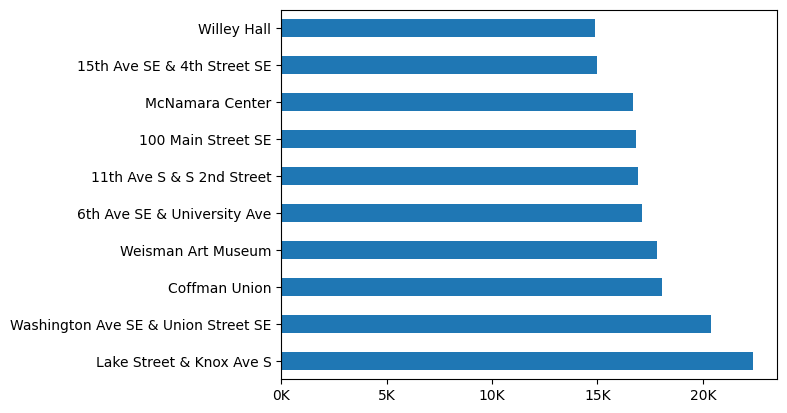 Willey Hall
15th Ave SE & 4th Street SE
McNamara Center
100 Main Street SE
11th Ave S & S 2nd Street
6th Ave SE & University Ave
Weisman Art Museum
Coffman Union
Washington Ave SE & Union Street SE
Lake Street & Knox Ave S
0K 5K 10K 15K 20K